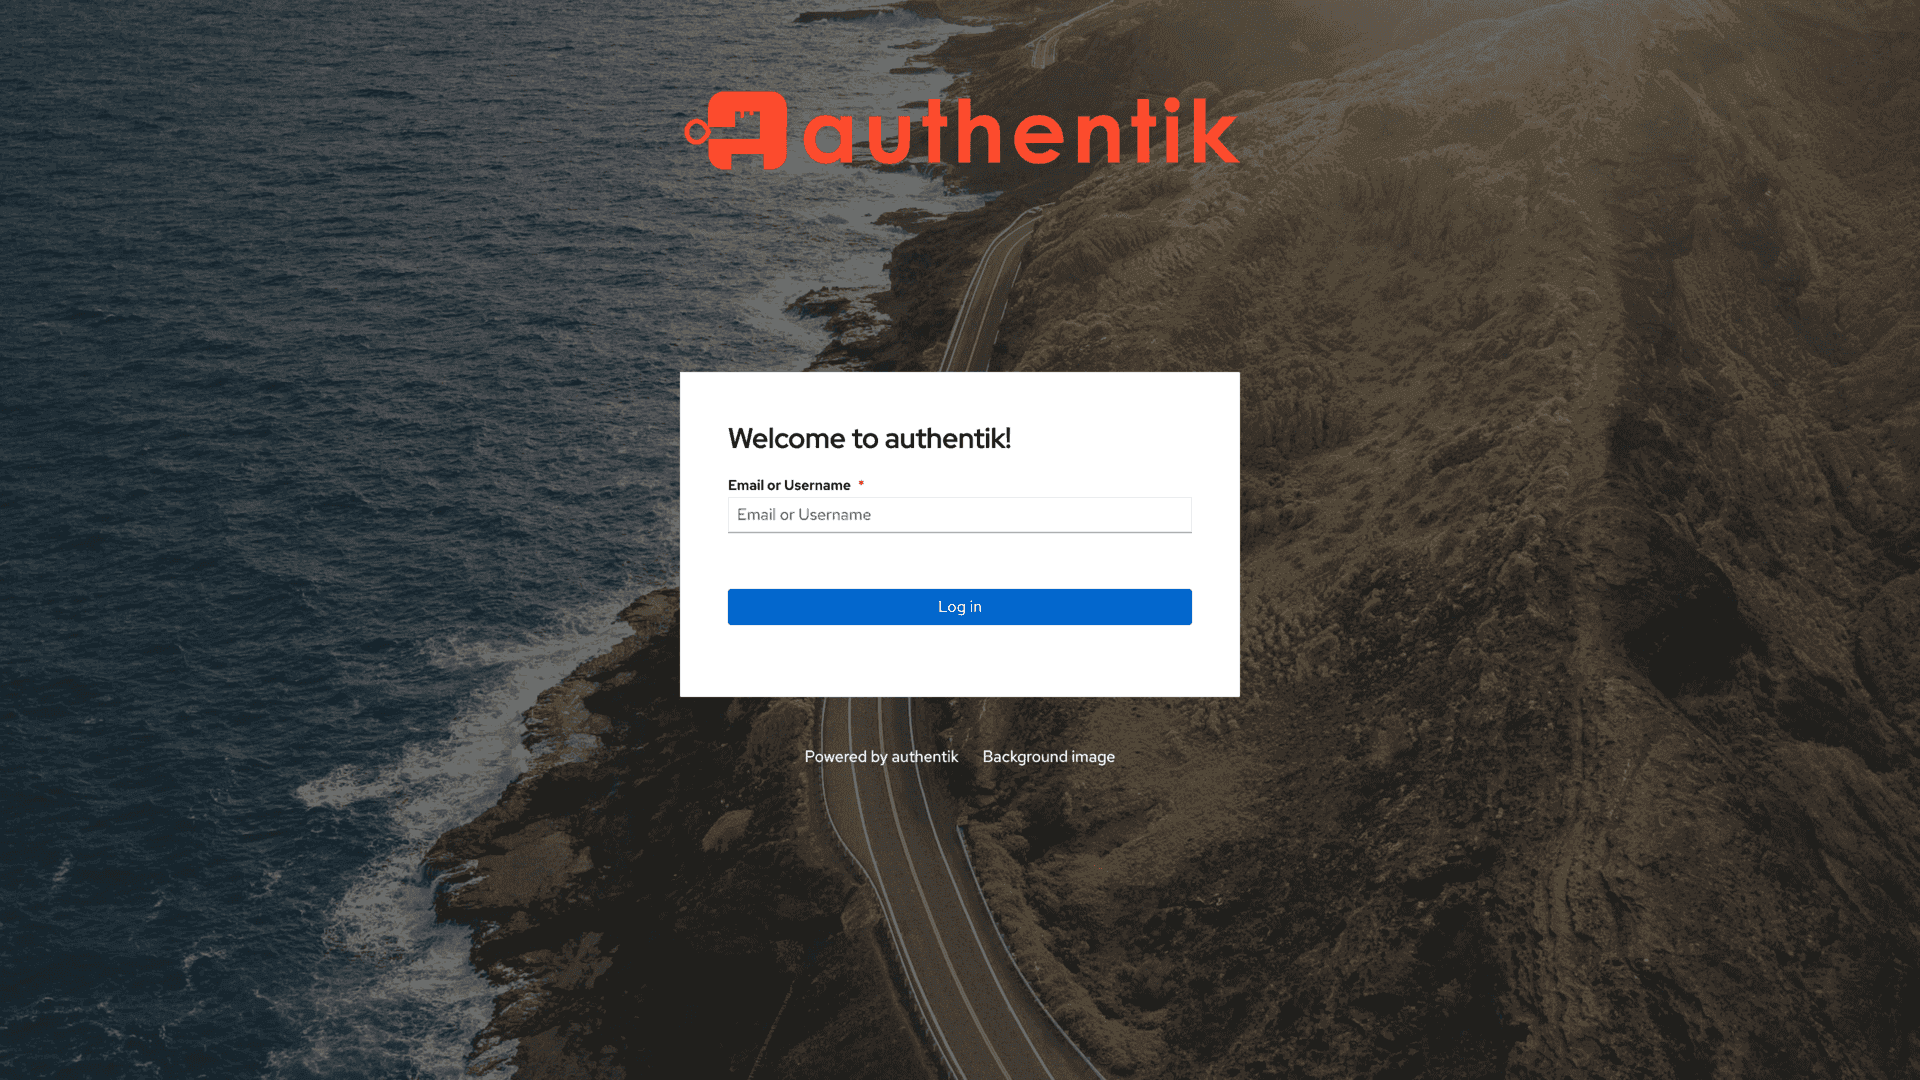 authentik
Welcome to authentik!
Email or Username *
Email or Username
Log in
Powered by authentik Background image